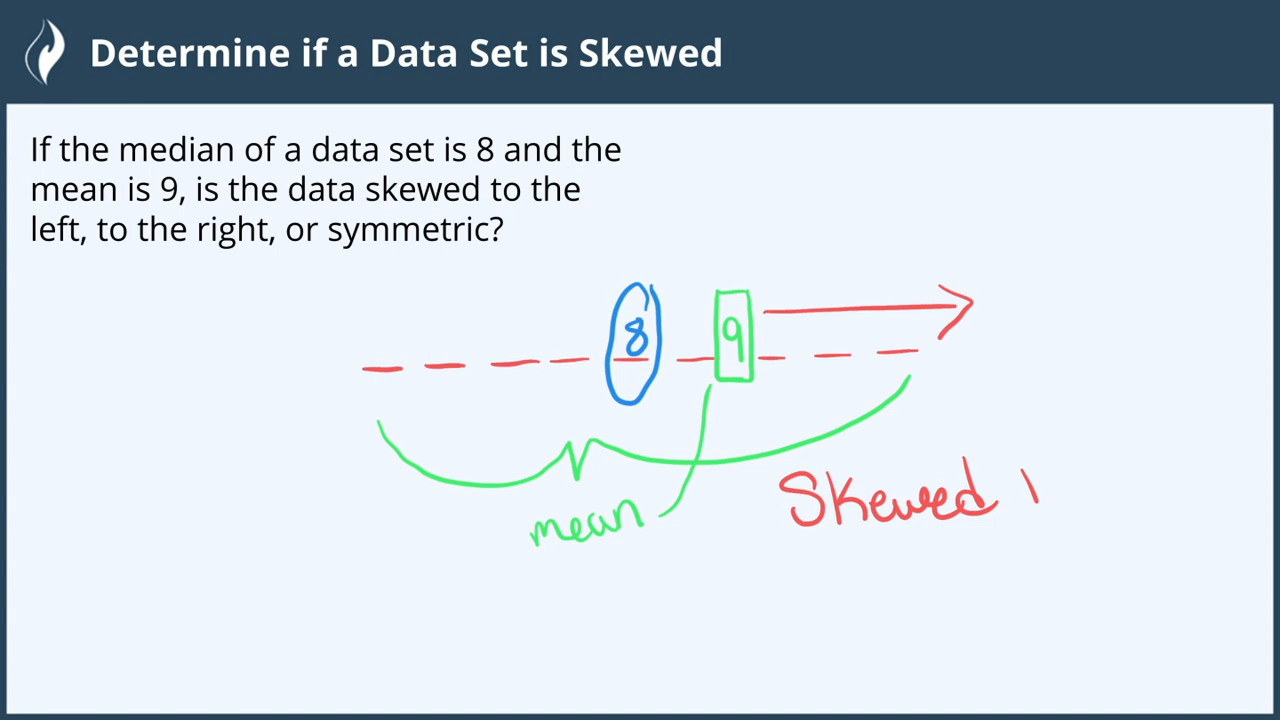 Determine if a Data Set is Skewed
If the median of a data set is 8 and the
mean is 9, is the data skewed to the
left, to the right, or symmetric?
8 9
Skewed
mean